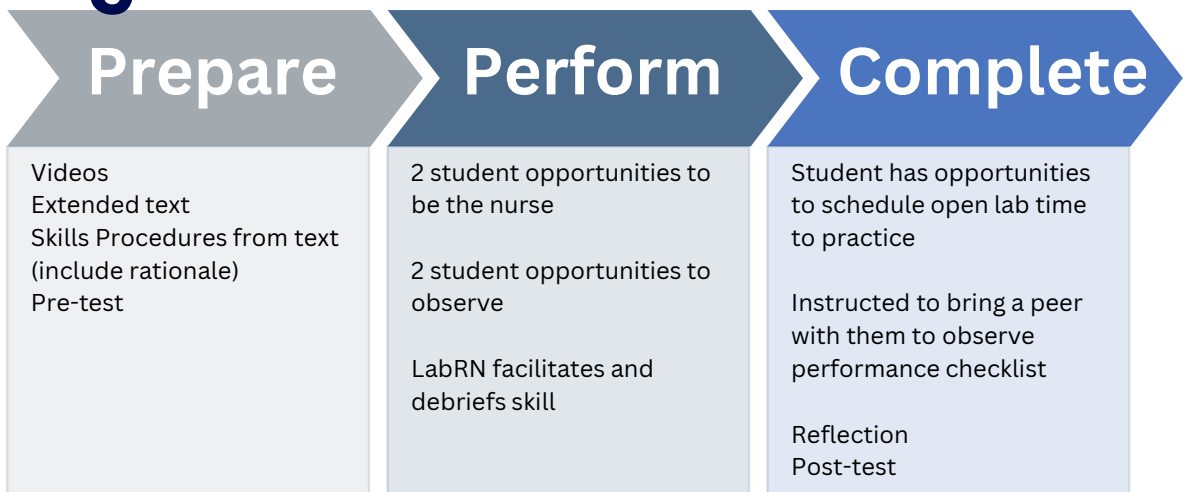 Prepare
Videos
Extended text
Skills Procedures from text
(include rationale)
Pre-test
Perform
2 student opportunities to
be the nurse
2 student opportunities to
observe
LabRN facilitates and
debriefs skill
Complete
Student has opportunities
to schedule open lab time
to practice
Instructed to bring a peer
with them to observe
performance checklist
Reflection
Post-test